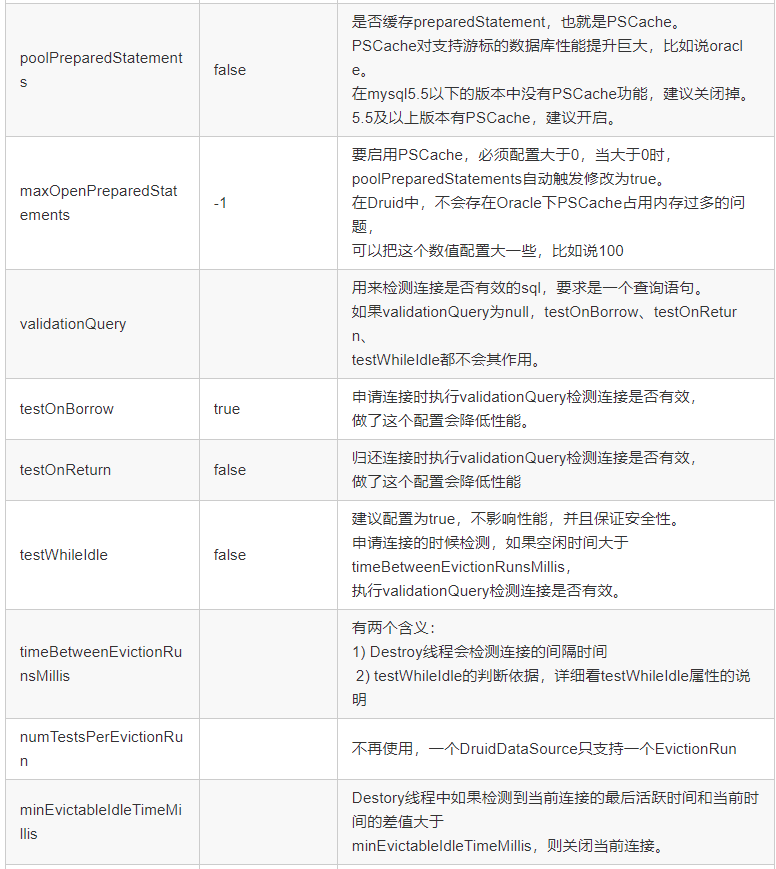 poolPreparedStatement
s
false
是否缓存preparedStatement，也就是PSCache。
PSCache对支持游标的数据库性能提升巨大，比如说oracl
e。
在mysql5.5以下的版本中没有PSCache功能，建议关闭掉。
5.5及以上版本有PSCache，建议开启。
maxOpenPreparedStat
ements
-1
要启用PSCache，必须配置大于0，当大于0时，
poolPreparedStatements自动触发修改为true。
在Druid中，不会存在Oracle下PSCache占用内存过多的问
题，
可以把这个数值配置大一些，比如说100
validationQuery
用来检测连接是否有效的sql，要求是一个查询语句。
如果validationQuery为null，testOnBorrow、testOnRetur
n、
testWhileIdle都不会其作用。
testOnBorrow
true
申请连接时执行validationQuery检测连接是否有效，
做了这个配置会降低性能。
testOnReturn
false
归还连接时执行validationQuery检测连接是否有效，
做了这个配置会降低性能
testWhileIdle
false
建议配置为true，不影响性能，并且保证安全性。
申请连接的时候检测，如果空闲时间大于
timeBetweenEvictionRunsMillis，
执行validationQuery检测连接是否有效。
timeBetweenEvictionRu
nsMillis
有两个含义：
1) Destroy线程会检测连接的间隔时间
2) testWhileIdle的判断依据，详细看testWhileIdle属性的说
明
numTestsPerEvictionRu
n
不再使用，一个DruidDataSource只支持一个EvictionRun
minEvictableIdleTimeMi
llis
Destory线程中如果检测到当前连接的最后活跃时间和当前时
间的差值大于
minEvictableIdleTimeMillis，则关闭当前连接。